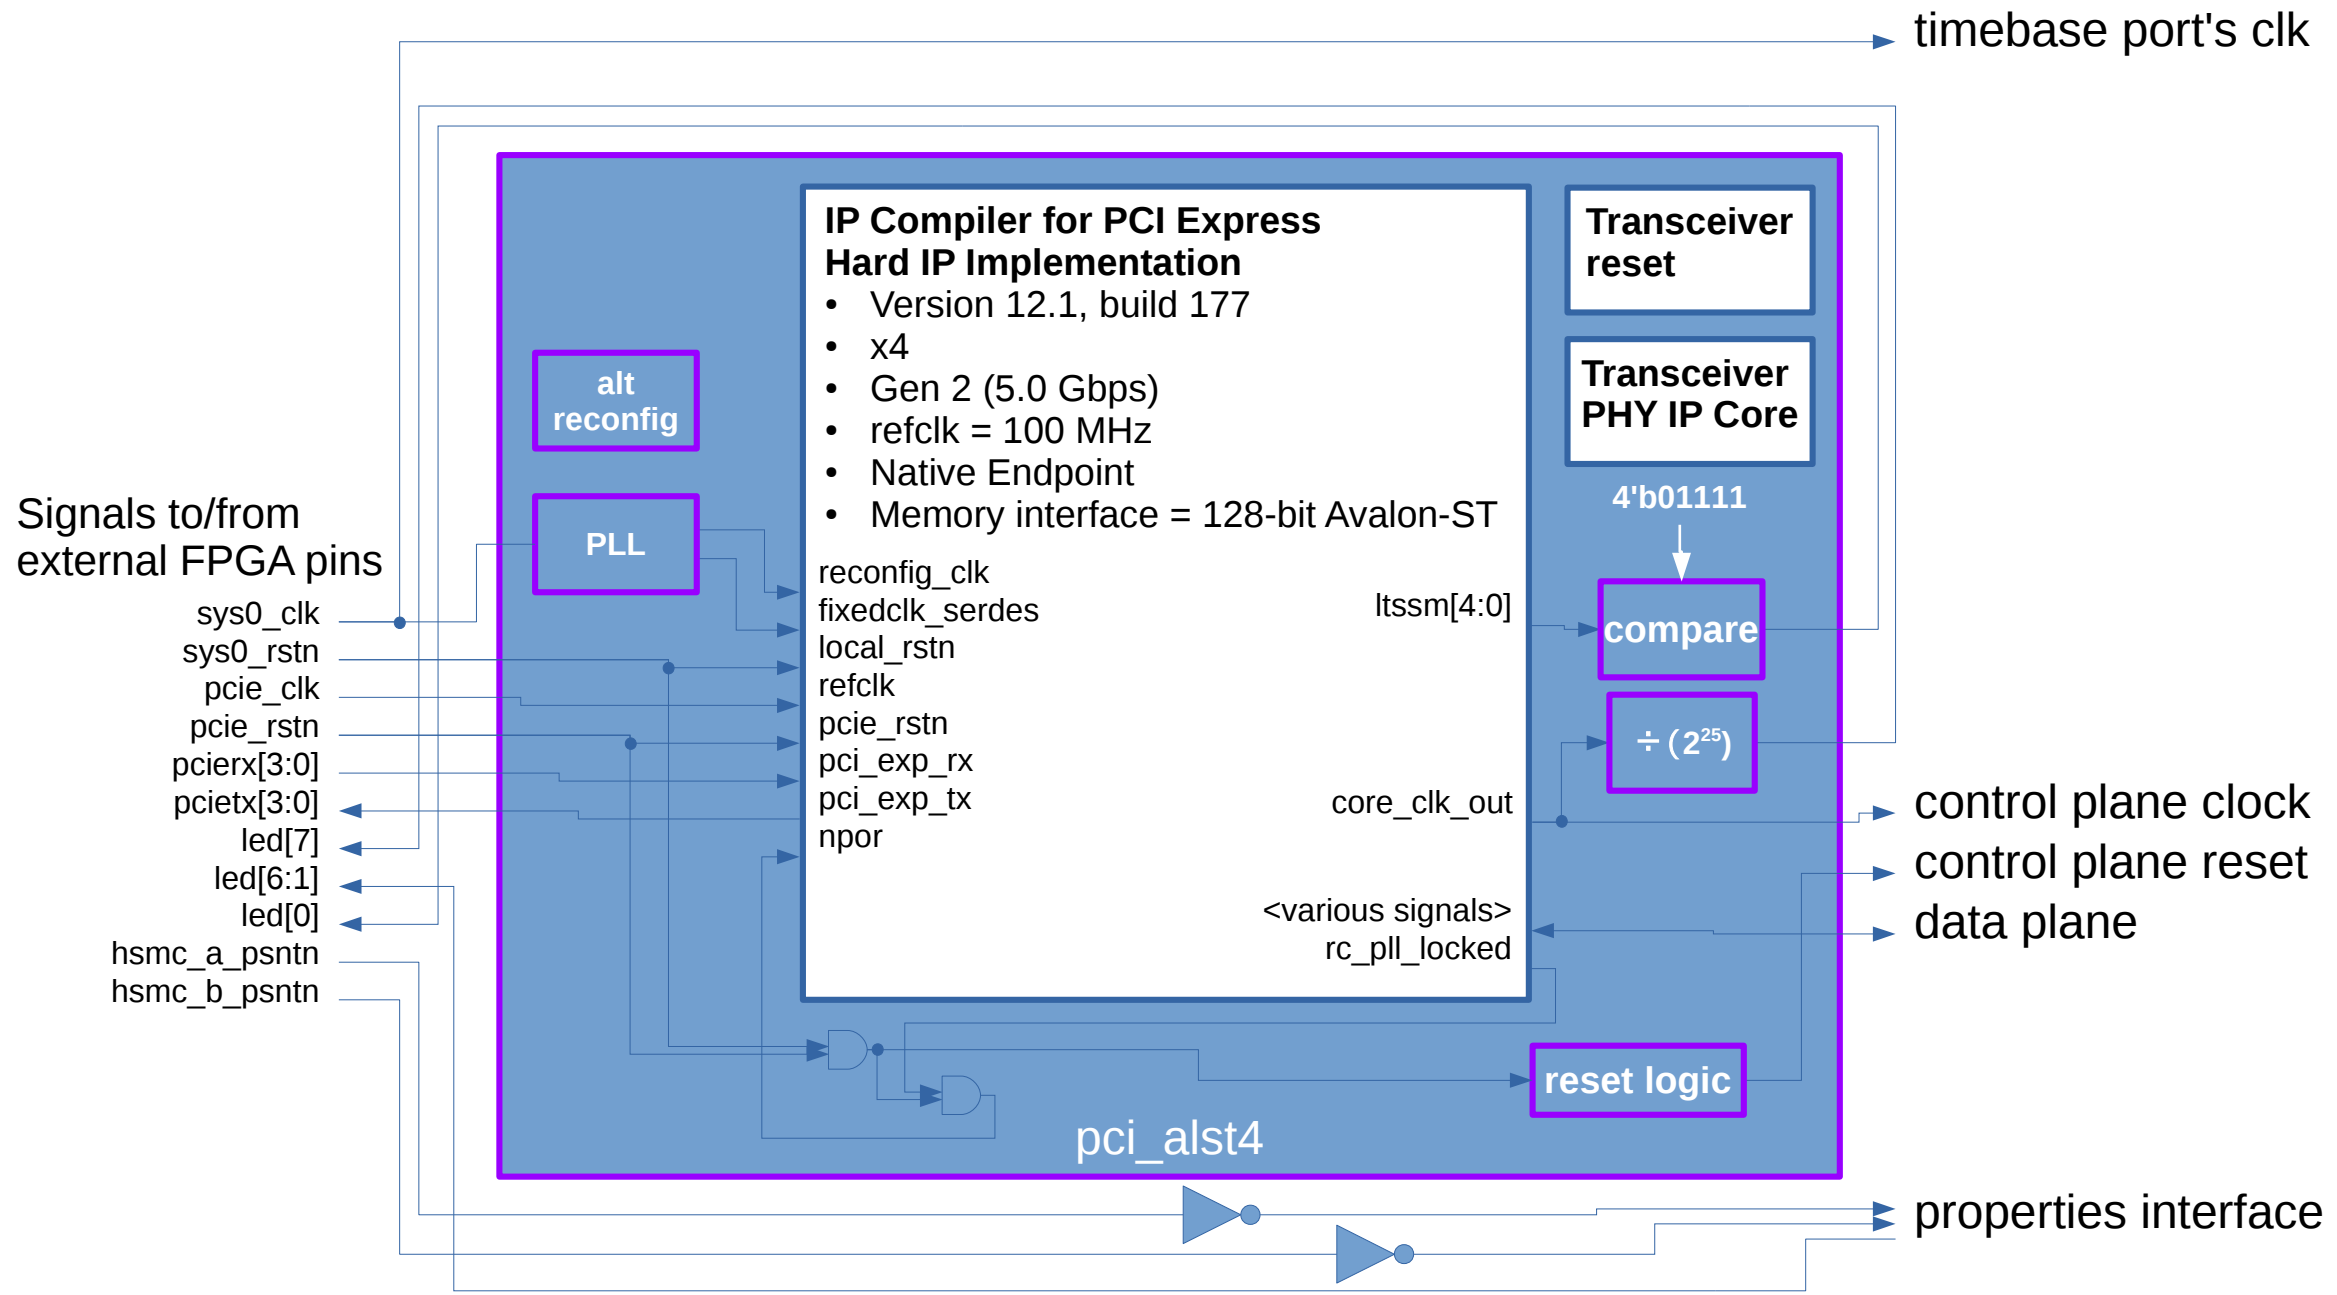 timebase port's clk
IP Compiler for PCI Express
Hard IP Implementation
• Version 12.1, build 177
• x4
• Gen 2 (5.0 Gbps)
• refclk = 100 MHz
• Native Endpoint
• Memory interface = 128-bit Avalon-ST
Transceiver
reset
Transceiver
PHY IP Core
alt
reconfig
PLL
4'b01111
compare
÷(2²⁵)
Signals to/from
external FPGA pins
sys0_clk
sys0_rstn
pcie_clk
pcie_rstn
pcierx[3:0]
pcietx[3:0]
led[7]
led[6:1]
led[0]
hsmc_a_psntn
hsmc_b_psntn
reconfig_clk
fixedclk_serdes
local_rstn
refclk
pcie_rstn
pci_exp_rx
pci_exp_tx
npor
ltssm[4:0]
core_clk_out
<various signals>
rc_pll_locked
control plane clock
control plane reset
data plane
reset logic
pci_alst4
properties interface